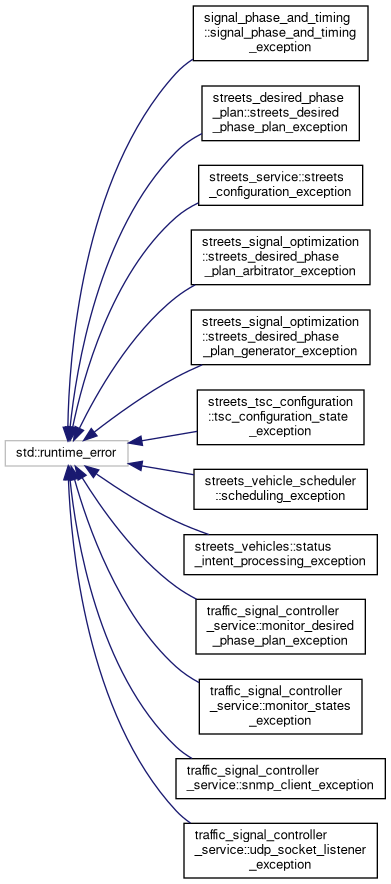 signal_phase_and_timing
::signal_phase_and_timing
_exception
streets_desired_phase
_plan::streets_desired
_phase_plan_exception
streets_service::streets
_configuration_exception
streets_signal_optimization
::streets_desired_phase
_plan_arbitrator_exception
streets_signal_optimization
::streets_desired_phase
_plan_generator_exception
streets_tsc_configuration
::tsc_configuration_state
_exception
std::runtime_error
streets_vehicle_scheduler
::scheduling_exception
streets_vehicles::status
_intent_processing_exception
traffic_signal_controller
_service::monitor_desired
_phase_plan_exception
traffic_signal_controller
_service::monitor_states
_exception
traffic_signal_controller
_service::snmp_client_exception
traffic_signal_controller
_service::udp_socket_listener
_exception